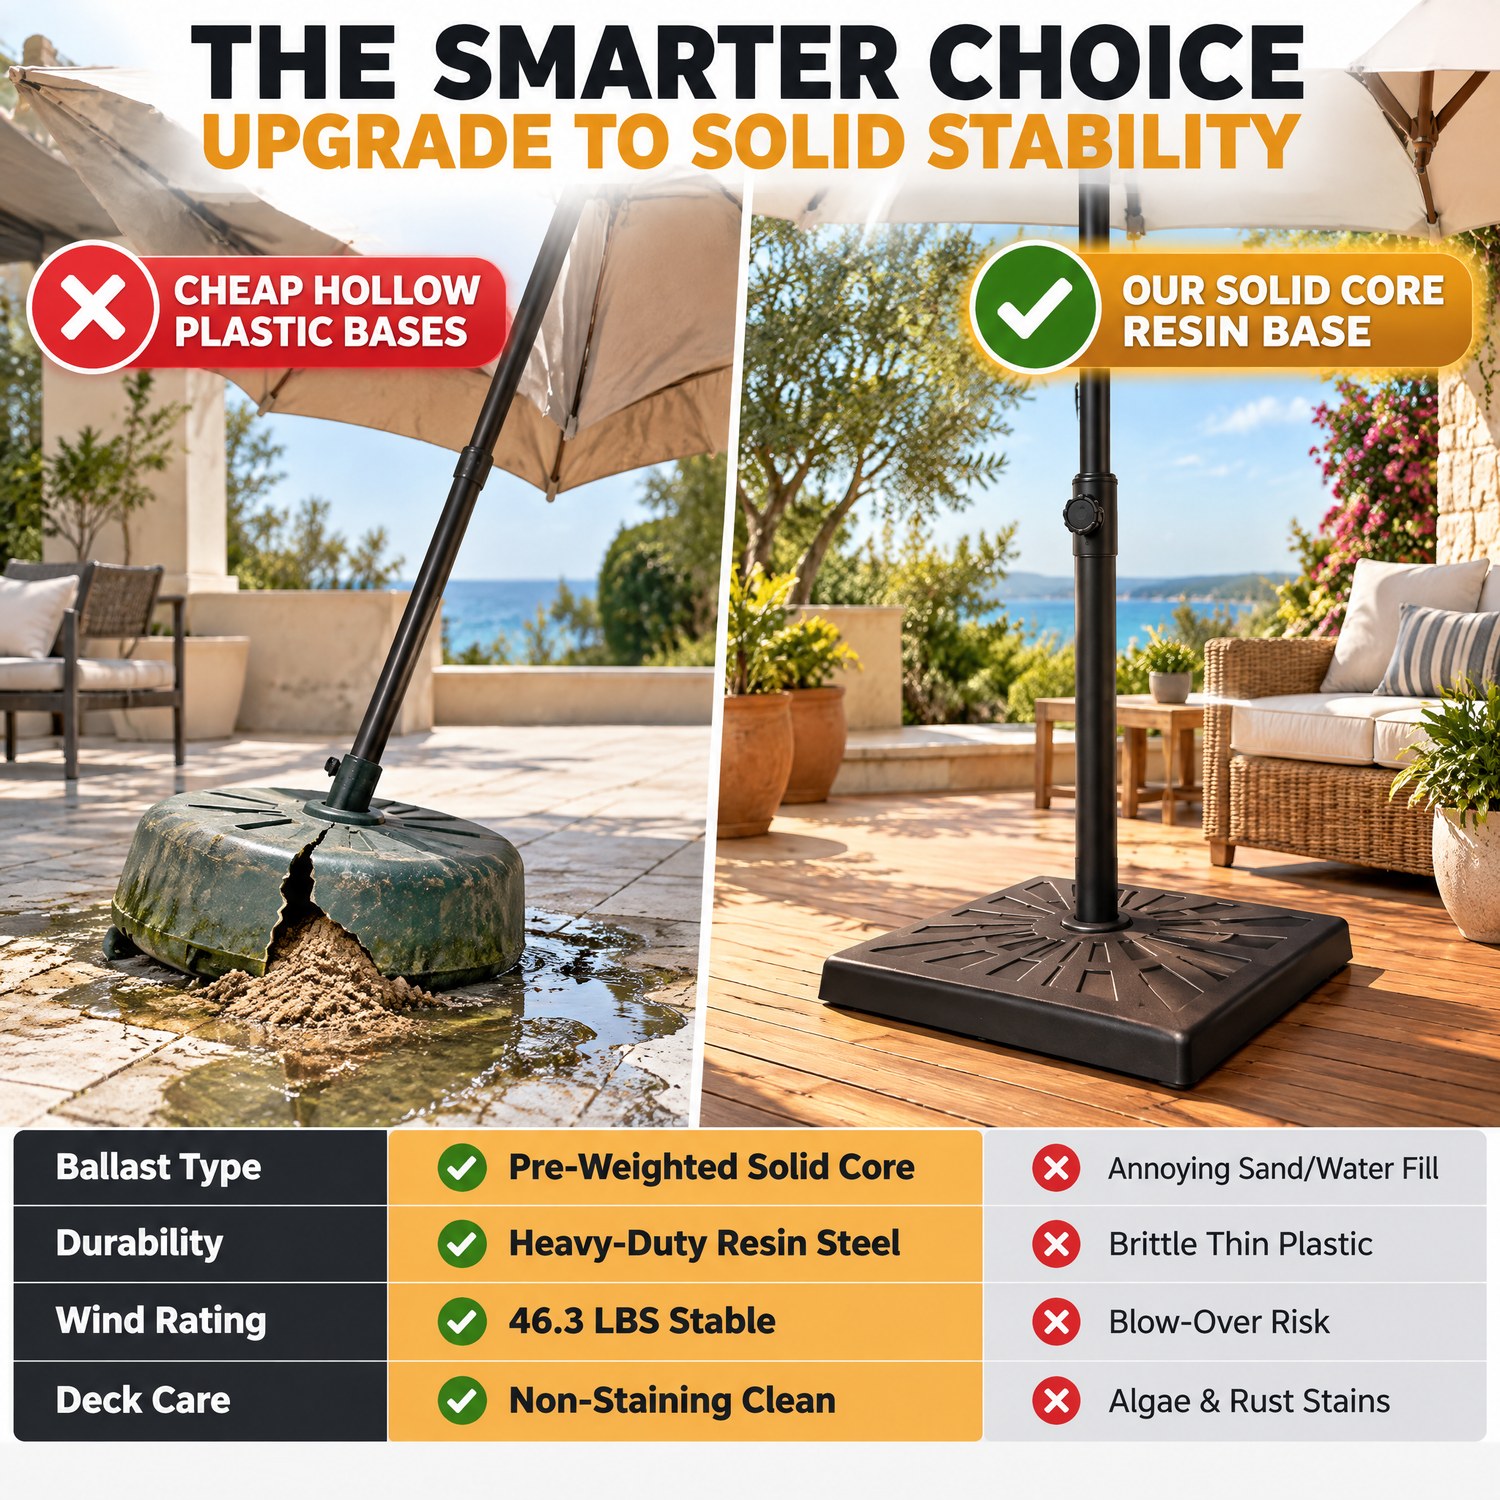 THE SMARTER CHOICE
UPGRADE TO SOLID STABILITY
CHEAP HOLLOW
PLASTIC BASES
OUR SOLID CORE
RESIN BASE
Ballast Type
Pre-Weighted Solid Core
Annoying Sand/Water Fill
Durability
Heavy-Duty Resin Steel
Brittle Thin Plastic
Wind Rating
46.3 LBS Stable
Blow-Over Risk
Deck Care
Non-Staining Clean
Algae & Rust Stains